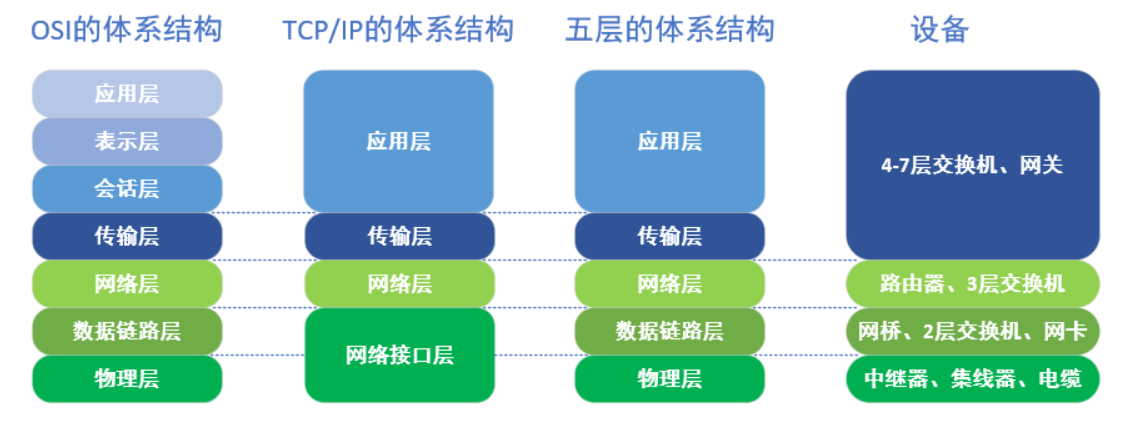 OSI的体系结构
TCP/IP的体系结构
五层的体系结构
设备
应用层
表示层
会话层
传输层
网络层
数据链路层
物理层
应用层
传输层
网络层
网络接口层
应用层
传输层
网络层
数据链路层
物理层
4-7层交换机、网关
路由器、3层交换机
网桥、2层交换机、网卡
中继器、集线器、电缆